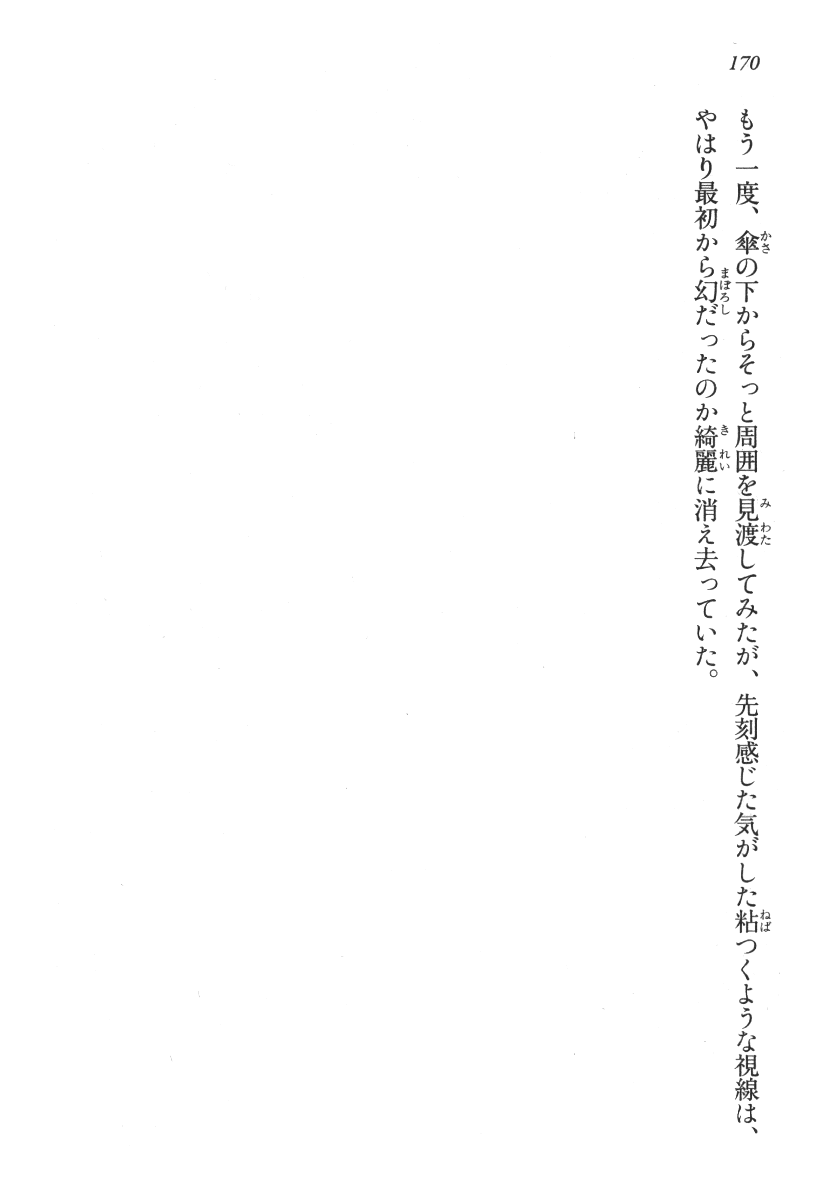 170
もう一度、傘の下からそっと周囲を見渡してみたが、先刻感じた気がした粘つくような視線は、
やはり最初から幻だったのか綺麗に消え去っていた。